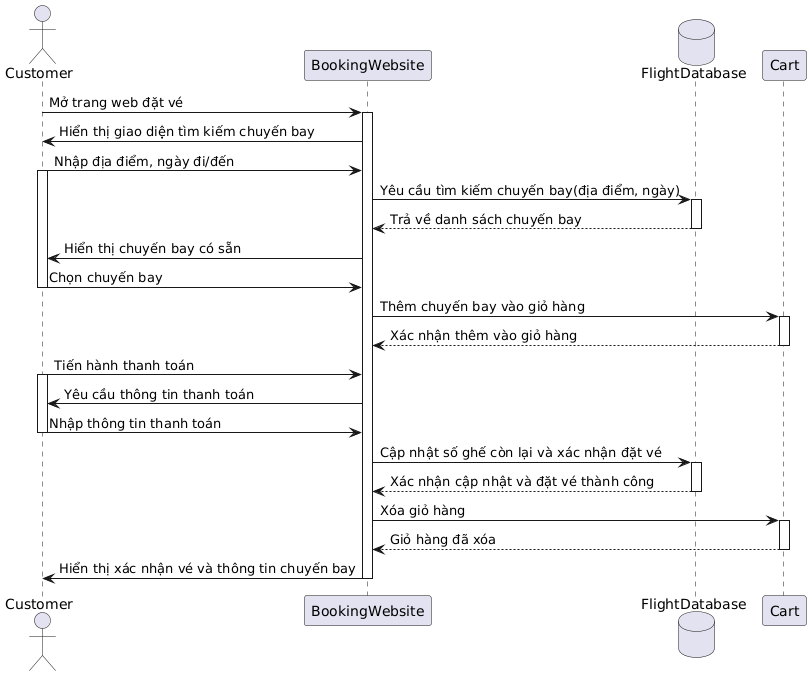 Customer
BookingWebsite
FlightDatabase
Cart
Mở trang web đặt vé
Hiển thị giao diện tìm kiếm chuyến bay
Nhập địa điểm, ngày đi/đến
Yêu cầu tìm kiếm chuyến bay(địa điểm, ngày)
Trả về danh sách chuyến bay
Hiển thị chuyến bay có sẵn
Chọn chuyến bay
Thêm chuyến bay vào giỏ hàng
Xác nhận thêm vào giỏ hàng
Tiến hành thanh toán
Yêu cầu thông tin thanh toán
Nhập thông tin thanh toán
Cập nhật số ghế còn lại và xác nhận đặt vé
Xác nhận cập nhật và đặt vé thành công
Xóa giỏ hàng
Giỏ hàng đã xóa
Hiển thị xác nhận vé và thông tin chuyến bay
Customer
BookingWebsite
FlightDatabase
Cart